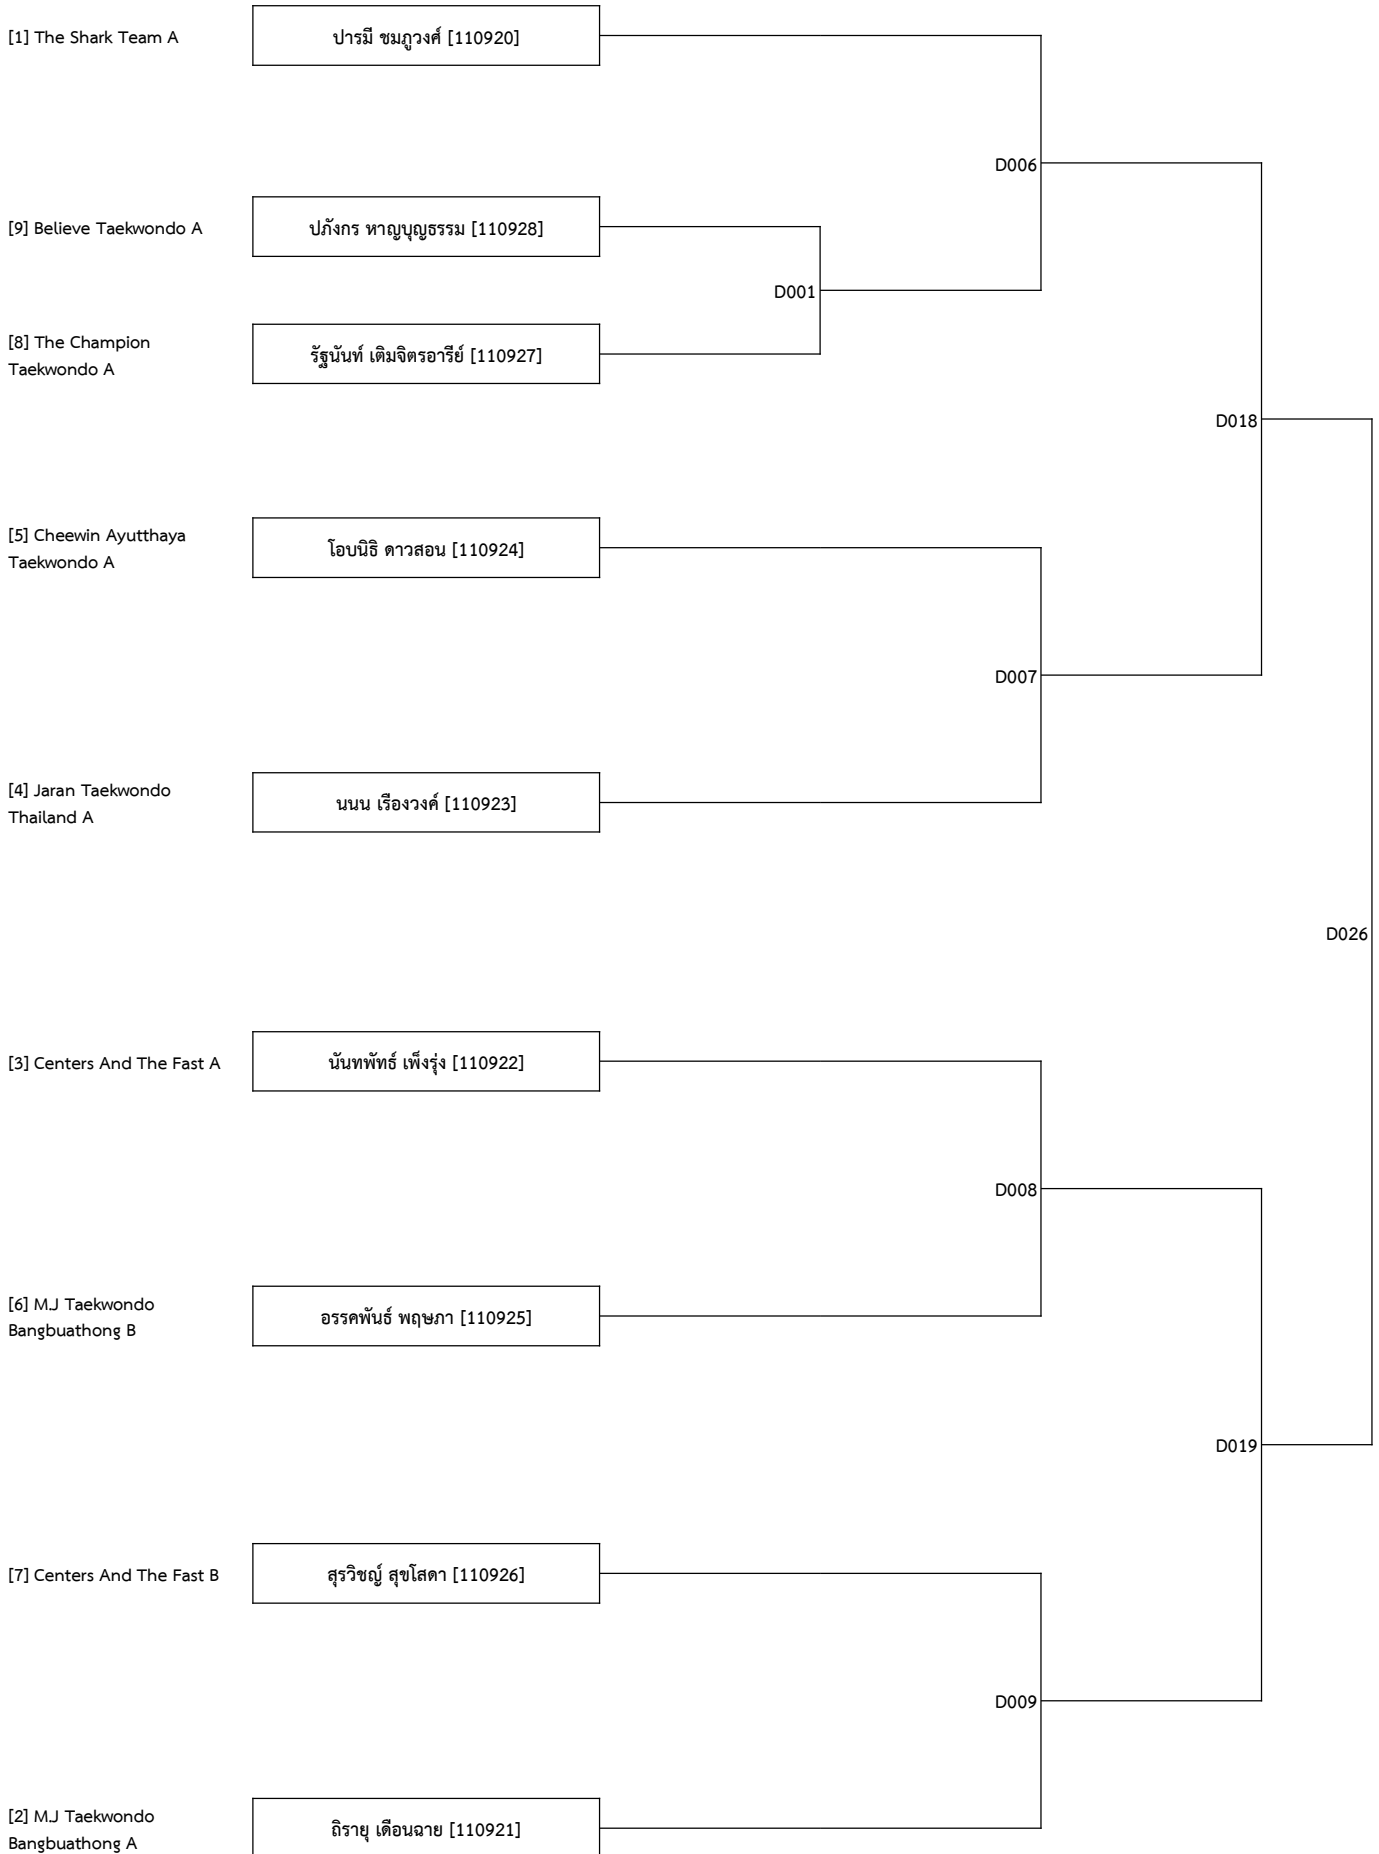 [1] The Shark Team A
ปารมี ชมภูวงศ์ [110920]
D006
[9] Believe Taekwondo A
ปภังกร หาญบุญธรรม [110928]
D001
[8] The Champion
Taekwondo A
รัฐนันท์ เติมจิตรอารีย์ [110927]
D018
[5] Cheewin Ayutthaya
Taekwondo A
โอบนิธิ ดาวสอน [110924]
D007
[4] Jaran Taekwondo
Thailand A
นนน เรืองวงค์ [110923]
D026
[3] Centers And The Fast A
นันทพัทธ์ เพ็งรุ่ง [110922]
D008
[6] M.J Taekwondo
Bangbuathong B
อรรคพันธ์ พฤษภา [110925]
D019
[7] Centers And The Fast B
สุรวิชญ์ สุขโสดา [110926]
D009
[2] M.J Taekwondo
Bangbuathong A
ถิรายุ เดือนฉาย [110921]